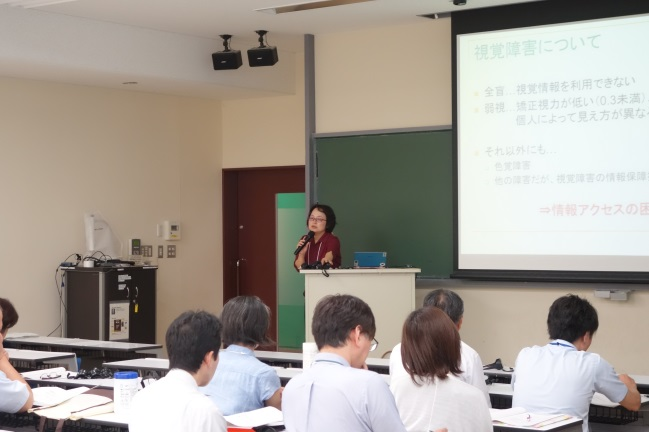 視覚障害について
全盲…視覚情報を利用できない
弱視…矯正視力が低い（0.3未満）
個人によって見え方が異な
それ以外にも…
色覚障害
他の障害だが、視覚障害の情報保障
⇒情報アクセスの困